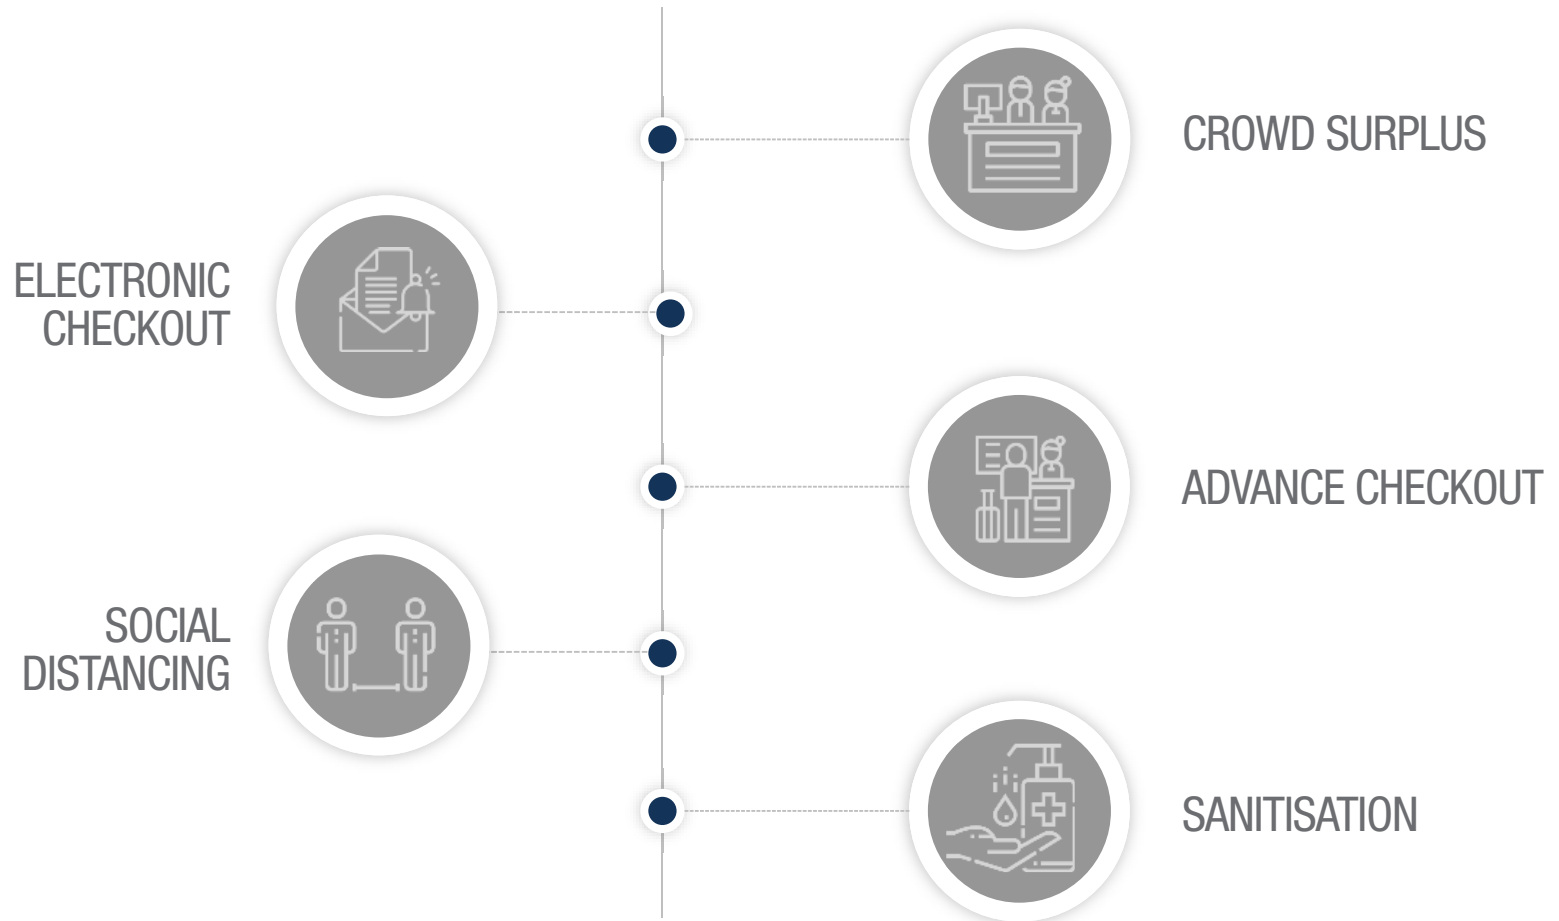 CROWD SURPLUS
ELECTRONIC
CHECKOUT
ADVANCE CHECKOUT
SOCIAL
DISTANCING
SANITISATION